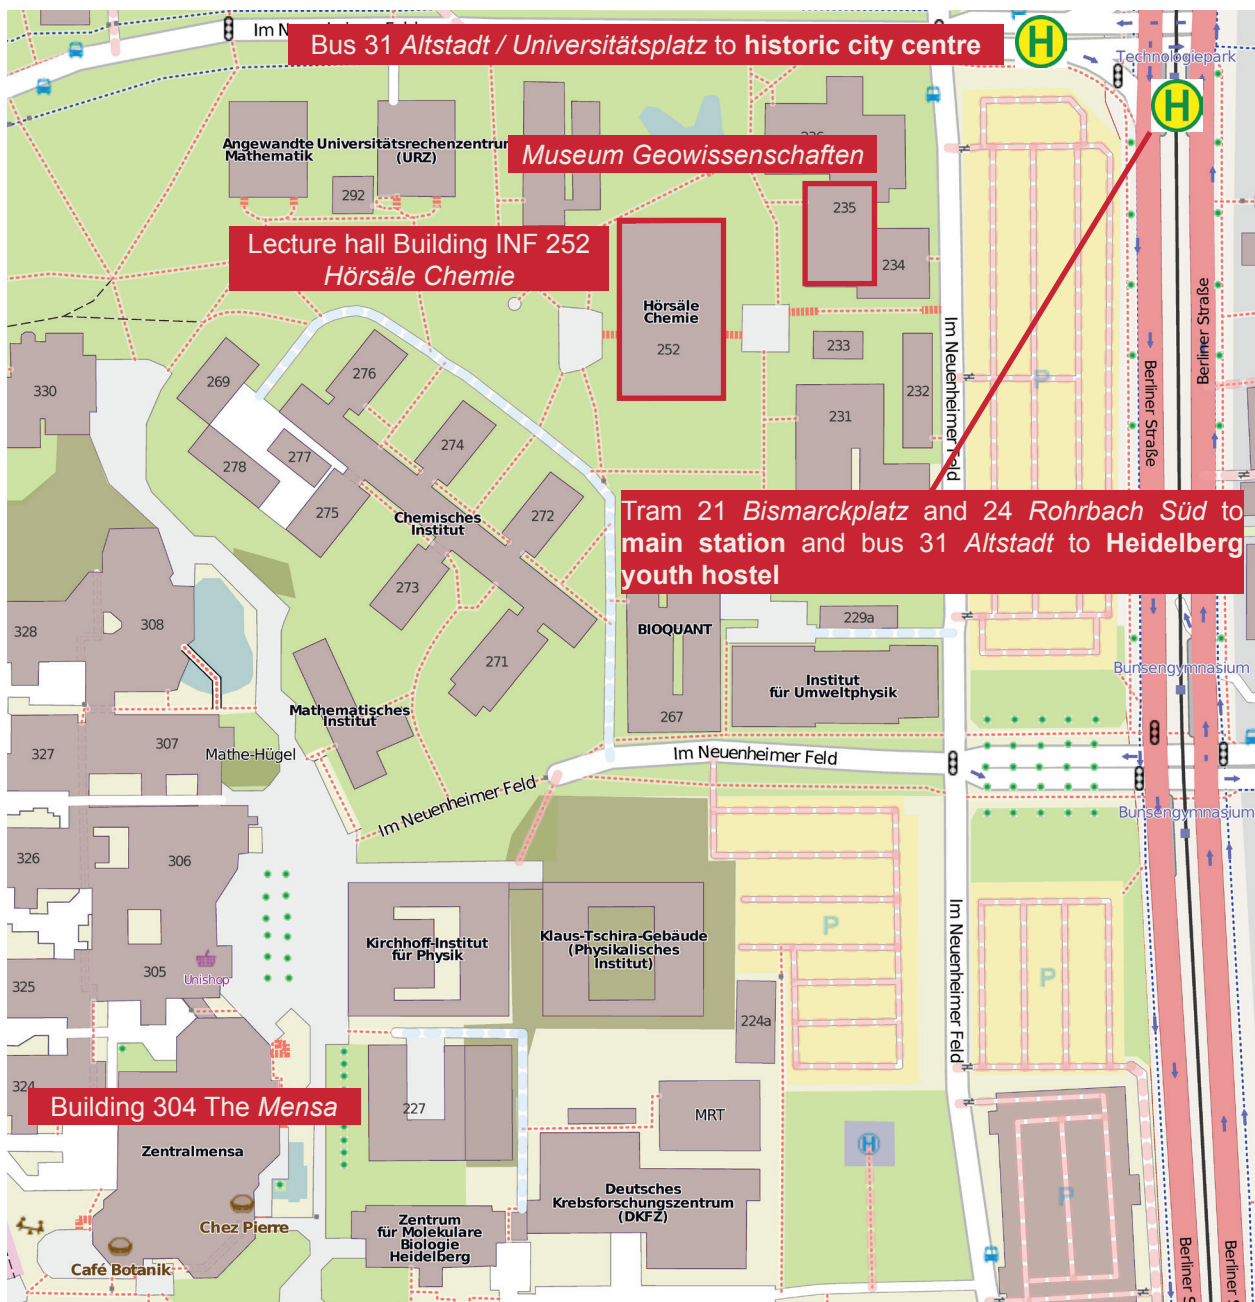 Im Neuenheimer Feld
Bus 31 Altstadt / Universitätsplatz to historic city centre
H
Technologiepark
H
Angewandte
Mathematik
Universitätsrechenzentrum
(URZ)
292
Museum Geowissenschaften
236
235
234
Lecture hall Building INF 252
Hörsäle Chemie
Hörsäle
Chemie
252
233
232
231
Im Neuenheimer Feld
P
Berliner Straße
Berliner Straße
330
269
276
274
278
277
275
272
Chemisches
Institut
273
271
Tram 21 Bismarckplatz and 24 Rohrbach Süd to
main station and bus 31 Altstadt to Heidelberg
youth hostel
328
308
BIOQUANT
229a
Institut
für Umweltphysik
267
Bunsengymnasium
Mathematisches
Institut
327
307
Mathe-Hügel
Im Neuenheimer Feld
Im Neuenheimer Feld
Bunsengymnasium
326
306
Kirchhoff-Institut
für Physik
Klaus-Tschira-Gebäude
(Physikalisches
Institut)
P
Im Neuenheimer Feld
P
325
305
Unishop
224a
324
Building 304 The Mensa
227
MRT
Zentralmensa
H
Deutsches
Krebsforschungszentrum
(DKFZ)
P
Chez Pierre
Zentrum
für Molekulare
Biologie
Heidelberg
Café Botanik
Berliner S
Berliner S